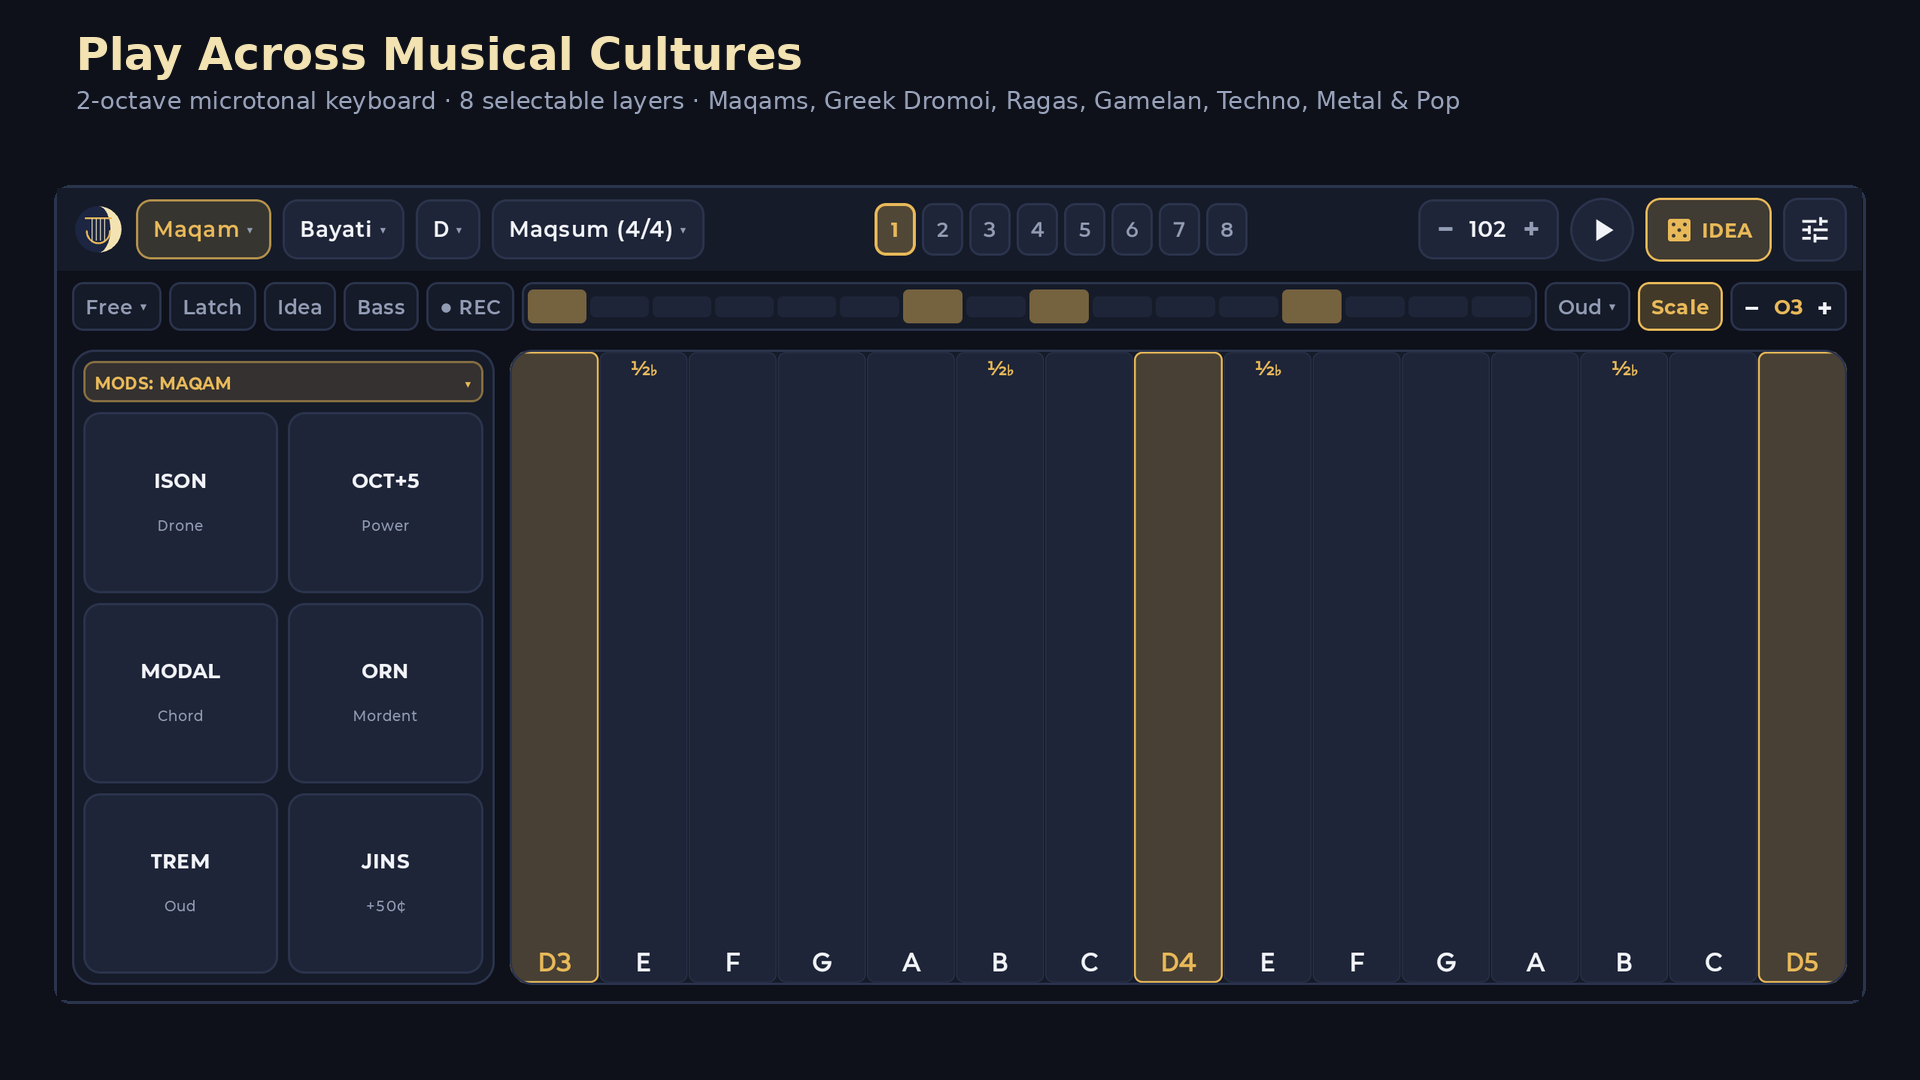 Play Across Musical Cultures
2-octave microtonal keyboard · 8 selectable layers · Maqams, Greek Dromoi, Ragas, Gamelan, Techno, Metal & Pop
Maqam ▾ Bayati ▾ D ▾ Maqsum (4/4) ▾ 1 2 3 4 5 6 7 8 − 102 + IDEA
Free ▾ Latch Idea Bass ● REC Oud ▾ Scale − O3 +
MODS: MAQAM ▾
ISON
Drone
OCT+5
Power
MODAL
Chord
ORN
Mordent
TREM
Oud
JINS
+50¢
½♭ ½♭ ½♭ ½♭
D3 E F G A B C D4 E F G A B C D5